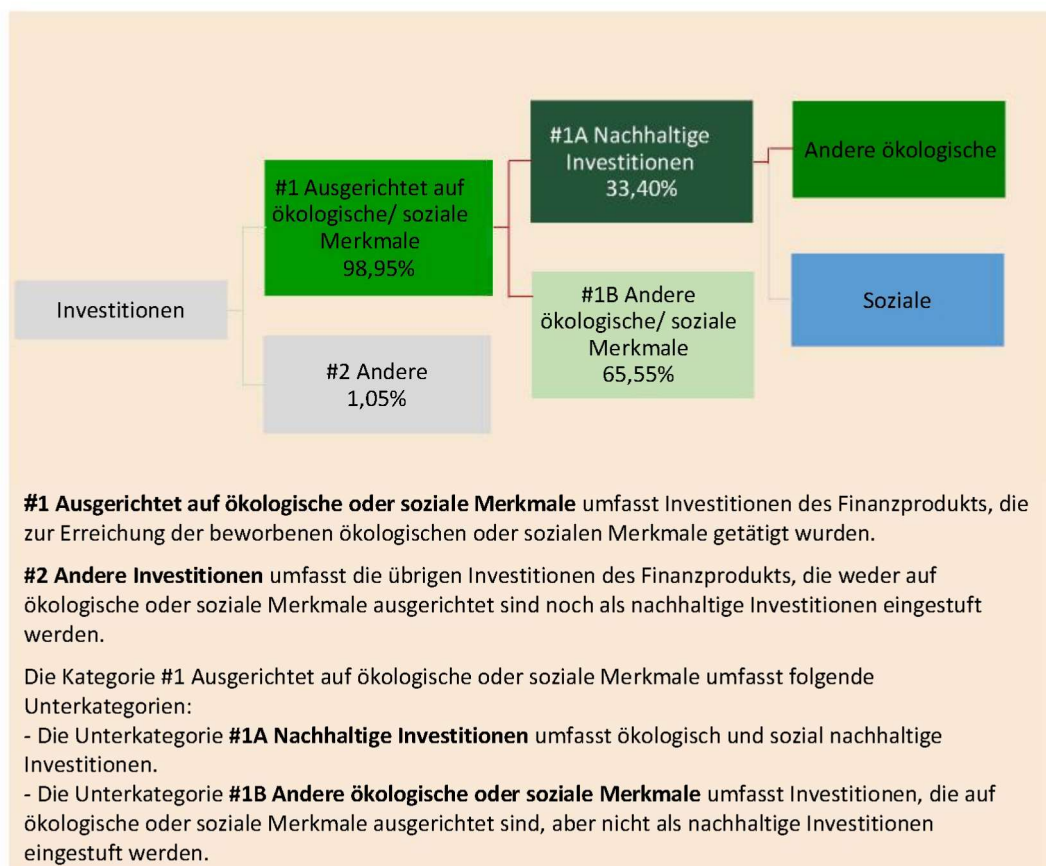 Investitionen
#1 Ausgerichtet auf
ökologische/ soziale
Merkmale
98,95%
#2 Andere
1,05%
#1A Nachhaltige
Investitionen
33,40%
#1B Andere
ökologische/ soziale
Merkmale
65,55%
Andere ökologische
Soziale
#1 Ausgerichtet auf ökologische oder soziale Merkmale umfasst Investitionen des Finanzprodukts, die
zur Erreichung der beworbenen ökologischen oder sozialen Merkmale getätigt wurden.
#2 Andere Investitionen umfasst die übrigen Investitionen des Finanzprodukts, die weder auf
ökologische oder soziale Merkmale ausgerichtet sind noch als nachhaltige Investitionen eingestuft
werden.
Die Kategorie #1 Ausgerichtet auf ökologische oder soziale Merkmale umfasst folgende
Unterkategorien:
- Die Unterkategorie #1A Nachhaltige Investitionen umfasst ökologisch und sozial nachhaltige
Investitionen.
- Die Unterkategorie #1B Andere ökologische oder soziale Merkmale umfasst Investitionen, die auf
ökologische oder soziale Merkmale ausgerichtet sind, aber nicht als nachhaltige Investitionen
eingestuft werden.